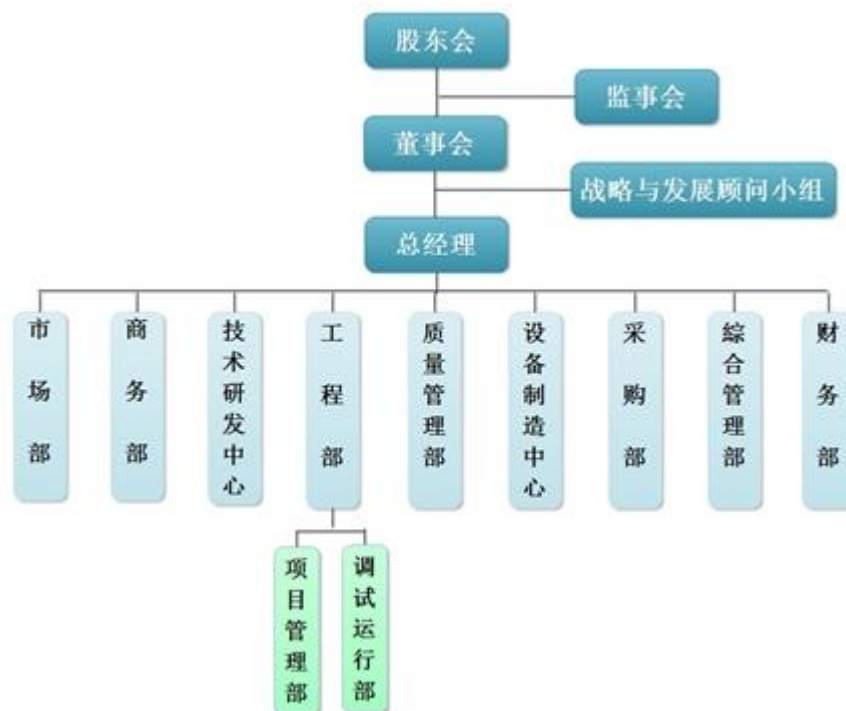 股东会
监事会
董事会
战略与发展顾问小组
总经理
市场部
商务部
技术研发中心
工程部
质量管理部
设备制造中心
采购部
綜合管理部
财务部
项目管理部
调试运行部